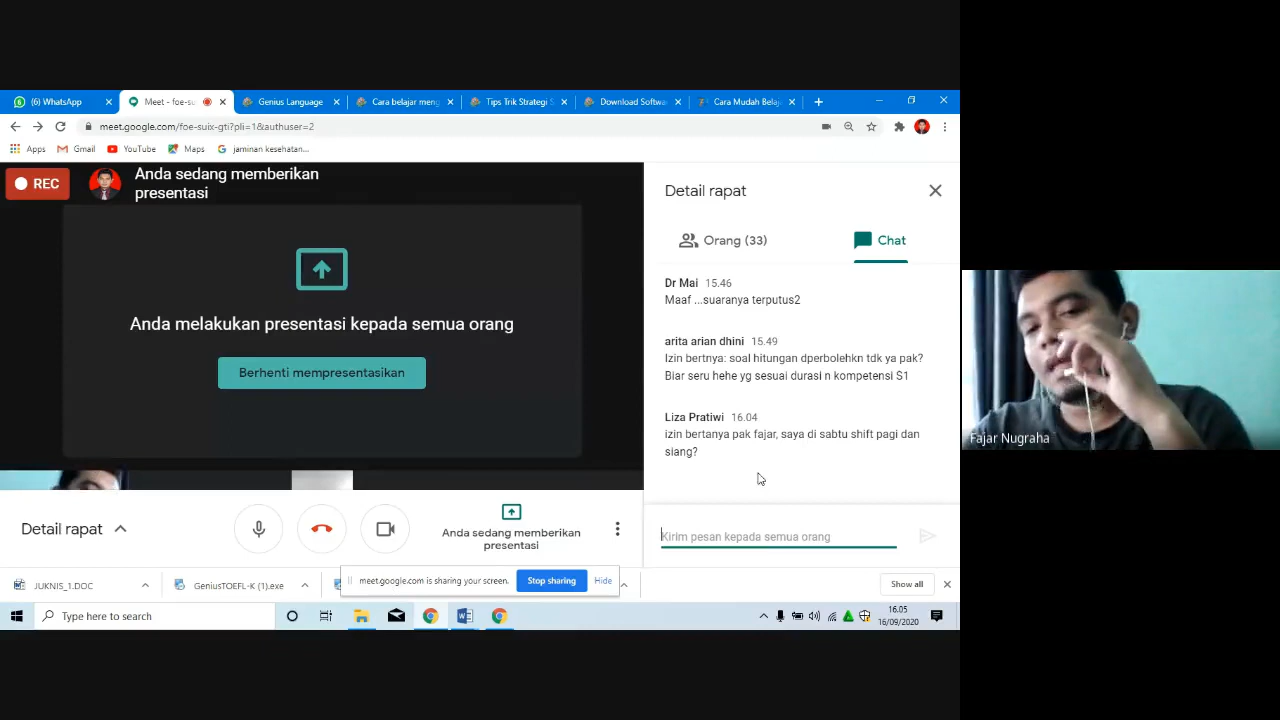 (6) WhatsApp
Meet - foe-su
Genius Language
Cara belajar meng
Tips Trik Strategi S
Download Softwa
Cara Mudah Belaj
meet.google.com/foe-suix-gti?pli=1&authuser=2
Apps
Gmail
YouTube
Maps
jaminan kesehatan...
REC
Anda sedang memberikan
presentasi
Anda melakukan presentasi kepada semua orang
Berhenti mempresentasikan
Detail rapat
Orang (33)
Chat
Dr Mai 15.46
Maaf ...suaranya terputus2
arita arian dhini 15.49
Izin bertnya: soal hitungan dperbolehkn tdk ya pak?
Biar seru hehe yg sesuai durasi n kompetensi S1
Liza Pratiwi 16.04
izin bertanya pak fajar, saya di sabtu shift pagi dan
siang?
Kirim pesan kepada semua orang
Fajar Nugraha
Detail rapat
Anda sedang memberikan
presentasi
JUKNIS_1.DOC
GeniusTOEFL-K (1).exe
meet.google.com is sharing your screen.
Stop sharing
Hide
Show all
Type here to search
16.05
16/09/2020